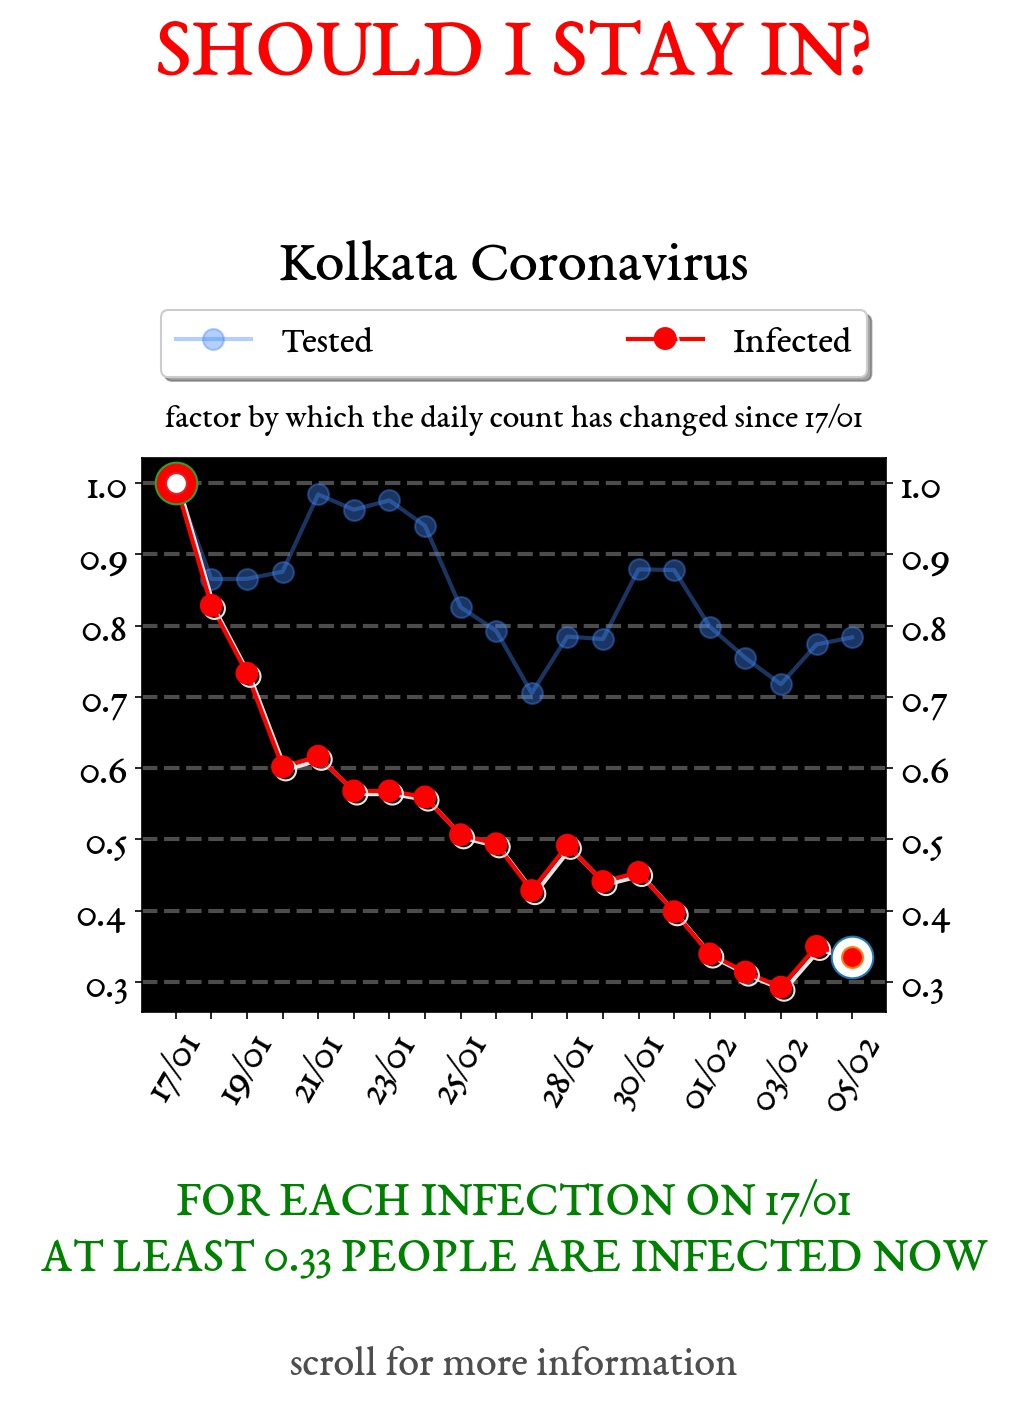 SHOULD I STAY IN?
Kolkata Coronavirus
Tested Infected
factor by which the daily count has changed since 17/01
1.0 1.0
0.9 0.9
0.8 0.8
0.7 0.7
0.6 0.6
0.5 0.5
0.4 0.4
0.3 0.3
17/01 19/01 21/01 23/01 25/01 28/01 30/01 01/02 03/02 05/02
FOR EACH INFECTION ON 17/01
AT LEAST 0.33 PEOPLE ARE INFECTED NOW
scroll for more information